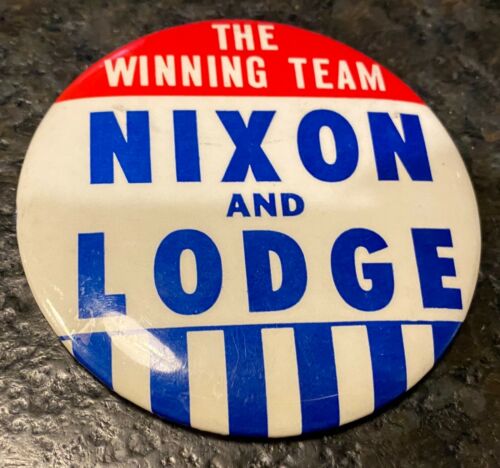 THE
WINNING TEAM
NIXON
AND
LODGE